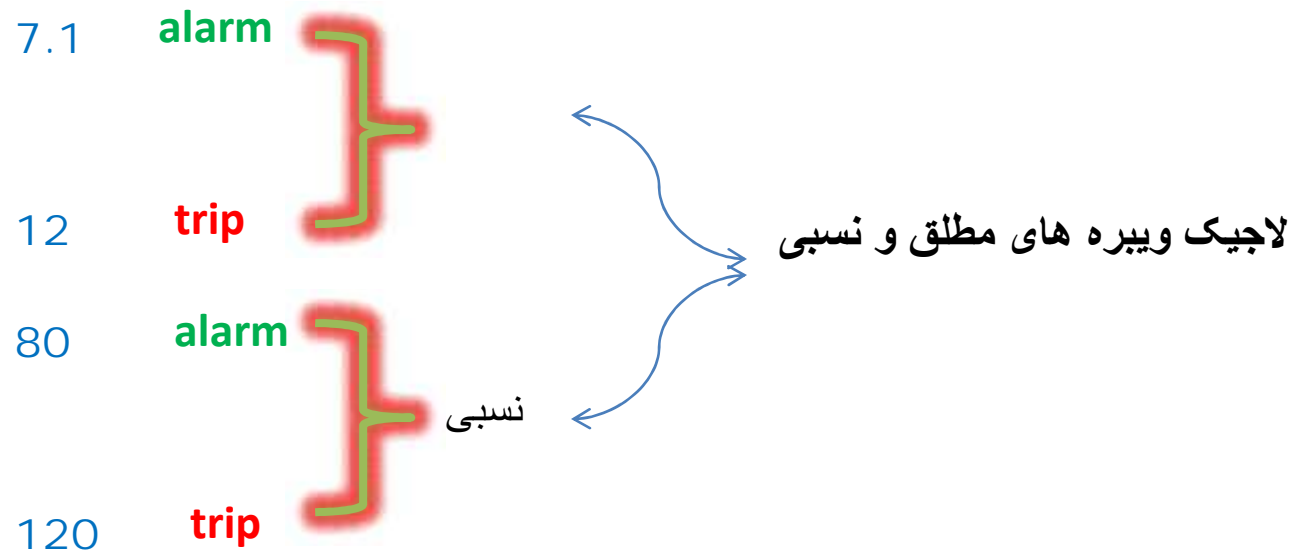 7.1 alarm
12 trip
لاجیک ویبره های مطلق و نسبی
80 alarm
نسبی
120 trip